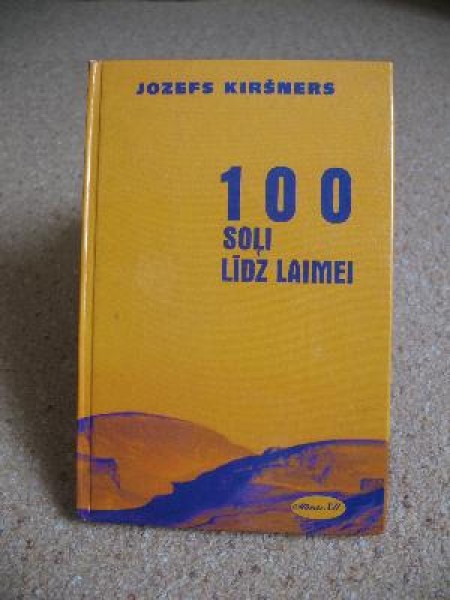 JOZEFS KIRŠNERS
100
SOĻI
LĪDZ LAIMEI